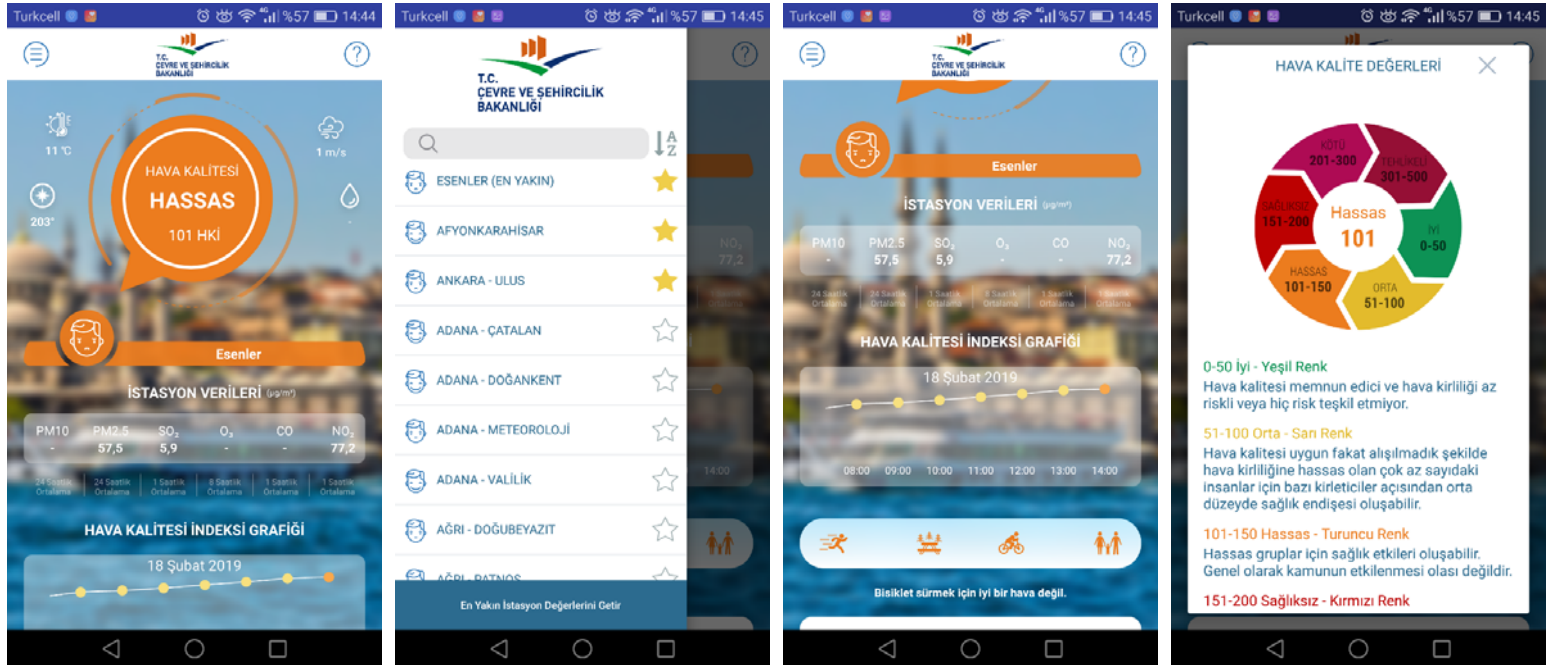 Turkcell %57 14:44
T.C.
ÇEVRE VE ŞEHİRCİLİK
BAKANLIĞI
?
11 °C
1 m/s
HAVA KALİTESİ
HASSAS
101 HKİ
203°
-
Esenler
İSTASYON VERİLERİ (µg/m³)
PM10 PM2.5 SO₂ O₃ CO NO₂
- 57,5 5,9 - - 77,2
24 Saatlik Ortalama
24 Saatlik Ortalama
1 Saatlik Ortalama
8 Saatlik Ortalama
1 Saatlik Ortalama
1 Saatlik Ortalama
HAVA KALİTESİ İNDEKSİ GRAFİĞİ
18 Şubat 2019
Turkcell 4G %57 14:45
T.C.
ÇEVRE VE ŞEHİRCİLİK
BAKANLIĞI
?
A
Z
ESENLER (EN YAKIN)
AFYONKARAHİSAR
ANKARA - ULUS
ADANA - ÇATALAN
ADANA - DOĞANKENT
ADANA - METEOROLOJİ
ADANA - VALİLİK
AĞRI - DOĞUBEYAZIT
AĞRI - PATNOS
NO₂
77,2
14:00
En Yakın İstasyon Değerlerini Getir
Turkcell 4G %57 14:45
T.C.
ÇEVRE VE ŞEHİRCİLİK
BAKANLIĞI
?
Esenler
İSTASYON VERİLERİ (µg/m³)
PM10 PM2.5 SO₂ O₃ CO NO₂
- 57,5 5,9 - - 77,2
24 Saatlik Ortalama
24 Saatlik Ortalama
1 Saatlik Ortalama
8 Saatlik Ortalama
1 Saatlik Ortalama
1 Saatlik Ortalama
HAVA KALİTESİ İNDEKSİ GRAFİĞİ
18 Şubat 2019
08:00 09:00 10:00 11:00 12:00 13:00 14:00
Bisiklet sürmek için iyi bir hava değil.
Turkcell 4G %57 14:45
HAVA KALİTE DEĞERLERİ
KÖTÜ
201-300
TEHLİKELİ
301-500
SAĞLIKSIZ
151-200
Hassas
101
İYİ
0-50
HASSAS
101-150
ORTA
51-100
0-50 İyi - Yeşil Renk
Hava kalitesi memnun edici ve hava kirliliği az
riskli veya hiç risk teşkil etmiyor.
51-100 Orta - Sarı Renk
Hava kalitesi uygun fakat alışılmadık şekilde
hava kirliliğine hassas olan çok az sayıdaki
insanlar için bazı kirleticiler açısından orta
düzeyde sağlık endişesi oluşabilir.
101-150 Hassas - Turuncu Renk
Hassas gruplar için sağlık etkileri oluşabilir.
Genel olarak kamunun etkilenmesi olası değildir.
151-200 Sağlıksız - Kırmızı Renk